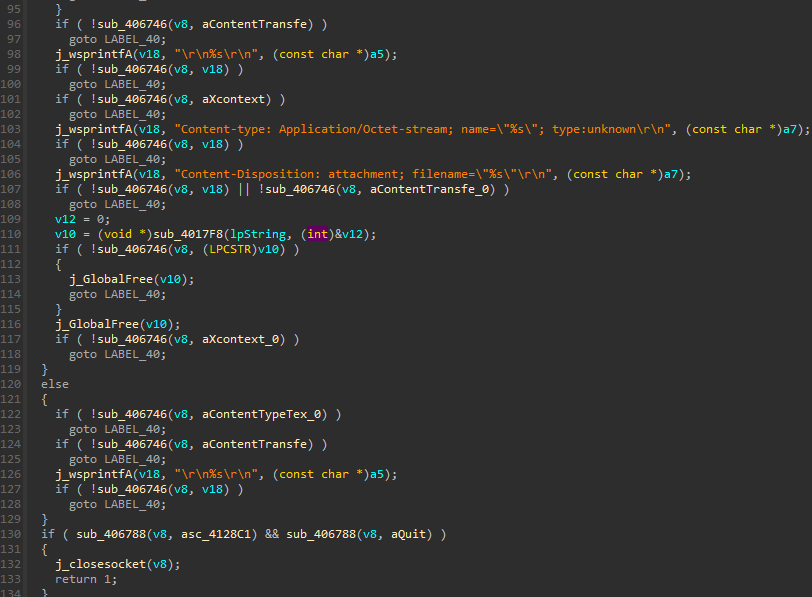 95 }
96 if ( !sub_406746(v8, aContentTransfe) )
97 goto LABEL_40;
98 j_wsprintfA(v18, "\r\n%s\r\n", (const char *)a5);
99 if ( !sub_406746(v8, v18) )
100 goto LABEL_40;
101 if ( !sub_406746(v8, aXcontext) )
102 goto LABEL_40;
103 j_wsprintfA(v18, "Content-type: Application/Octet-stream; name=\"%s\"; type:unknown\r\n", (const char *)a7);
104 if ( !sub_406746(v8, v18) )
105 goto LABEL_40;
106 j_wsprintfA(v18, "Content-Disposition: attachment; filename=\"%s\"\r\n", (const char *)a7);
107 if ( !sub_406746(v8, v18) || !sub_406746(v8, aContentTransfe_0) )
108 goto LABEL_40;
109 v12 = 0;
110 v10 = (void *)sub_4017F8(lpString, (int)&v12);
111 if ( !sub_406746(v8, (LPCSTR)v10) )
112 {
113 j_GlobalFree(v10);
114 goto LABEL_40;
115 }
116 j_GlobalFree(v10);
117 if ( !sub_406746(v8, aXcontext_0) )
118 goto LABEL_40;
119 }
120 else
121 {
122 if ( !sub_406746(v8, aContentTypeTex_0) )
123 goto LABEL_40;
124 if ( !sub_406746(v8, aContentTransfe) )
125 goto LABEL_40;
126 j_wsprintfA(v18, "\r\n%s\r\n", (const char *)a5);
127 if ( !sub_406746(v8, v18) )
128 goto LABEL_40;
129 }
130 if ( sub_406788(v8, asc_4128C1) && sub_406788(v8, aQuit) )
131 {
132 j_closesocket(v8);
133 return 1;
134 }